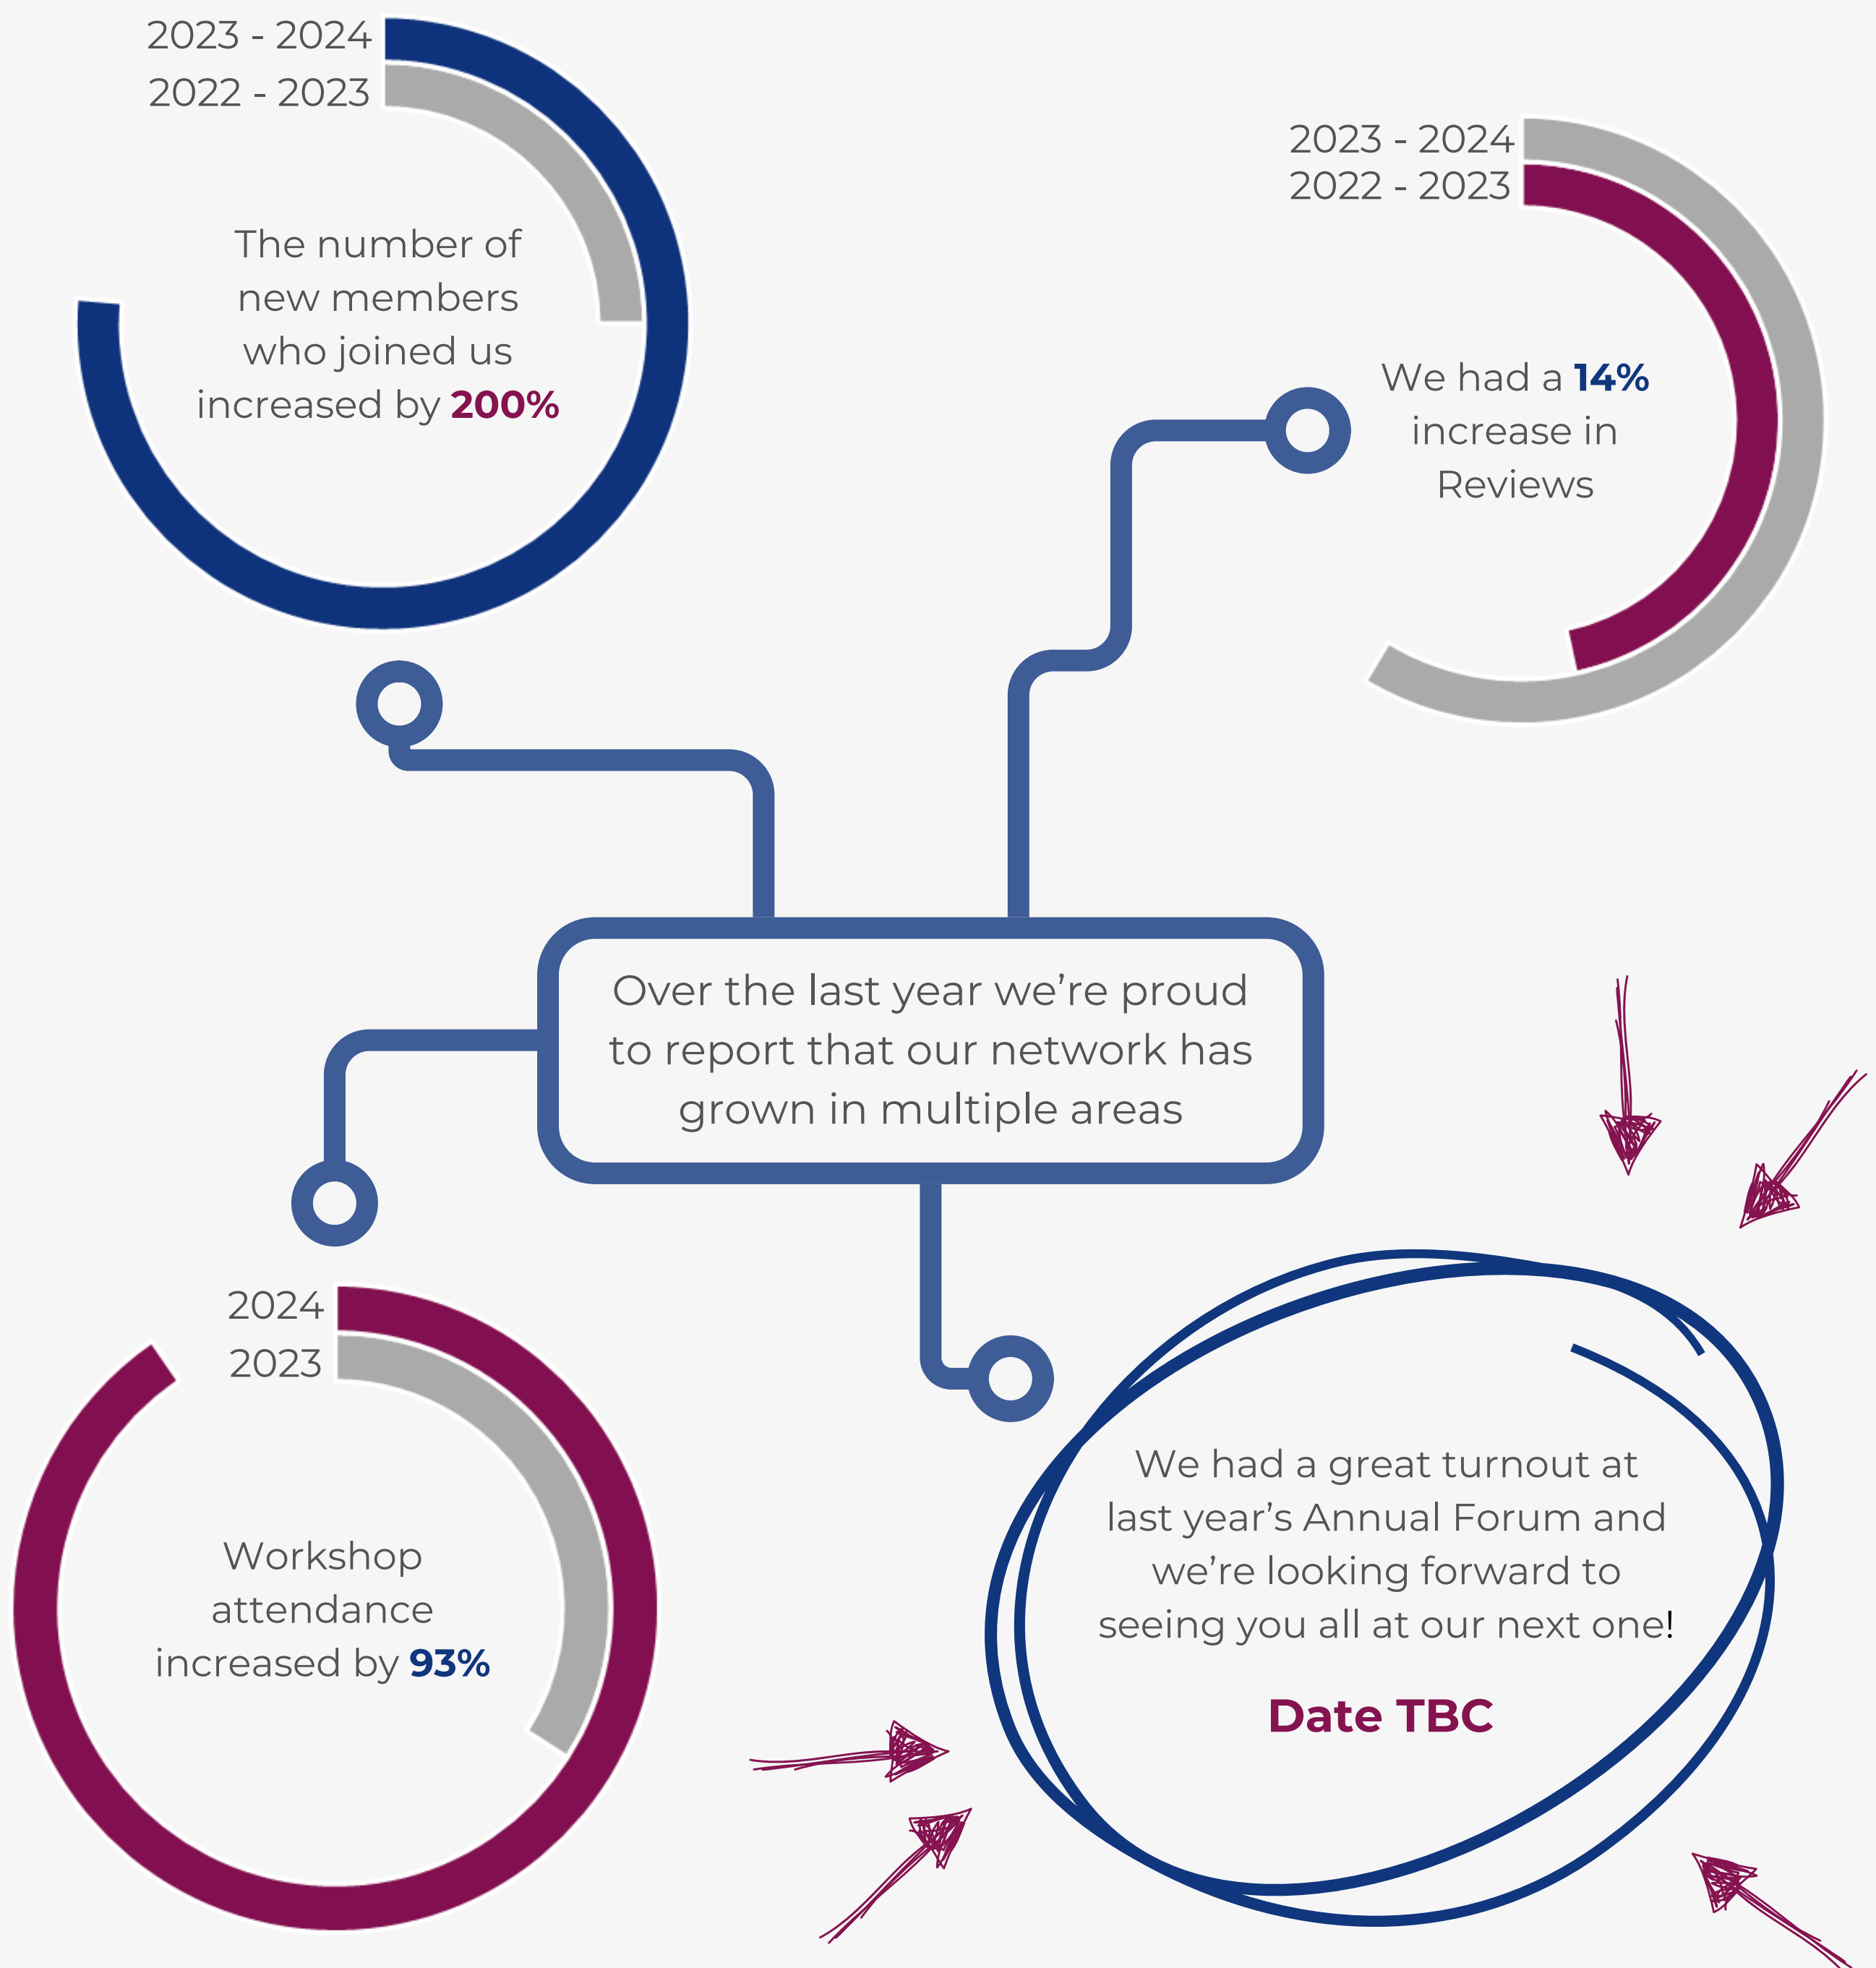 2023 - 2024
2022 - 2023
The number of
new members
who joined us
increased by 200%
2023 - 2024
2022 - 2023
We had a 14%
increase in
Reviews
Over the last year we’re proud
to report that our network has
grown in multiple areas
2024
2023
Workshop
attendance
increased by 93%
We had a great turnout at
last year’s Annual Forum and
we’re looking forward to
seeing you all at our next one!
Date TBC